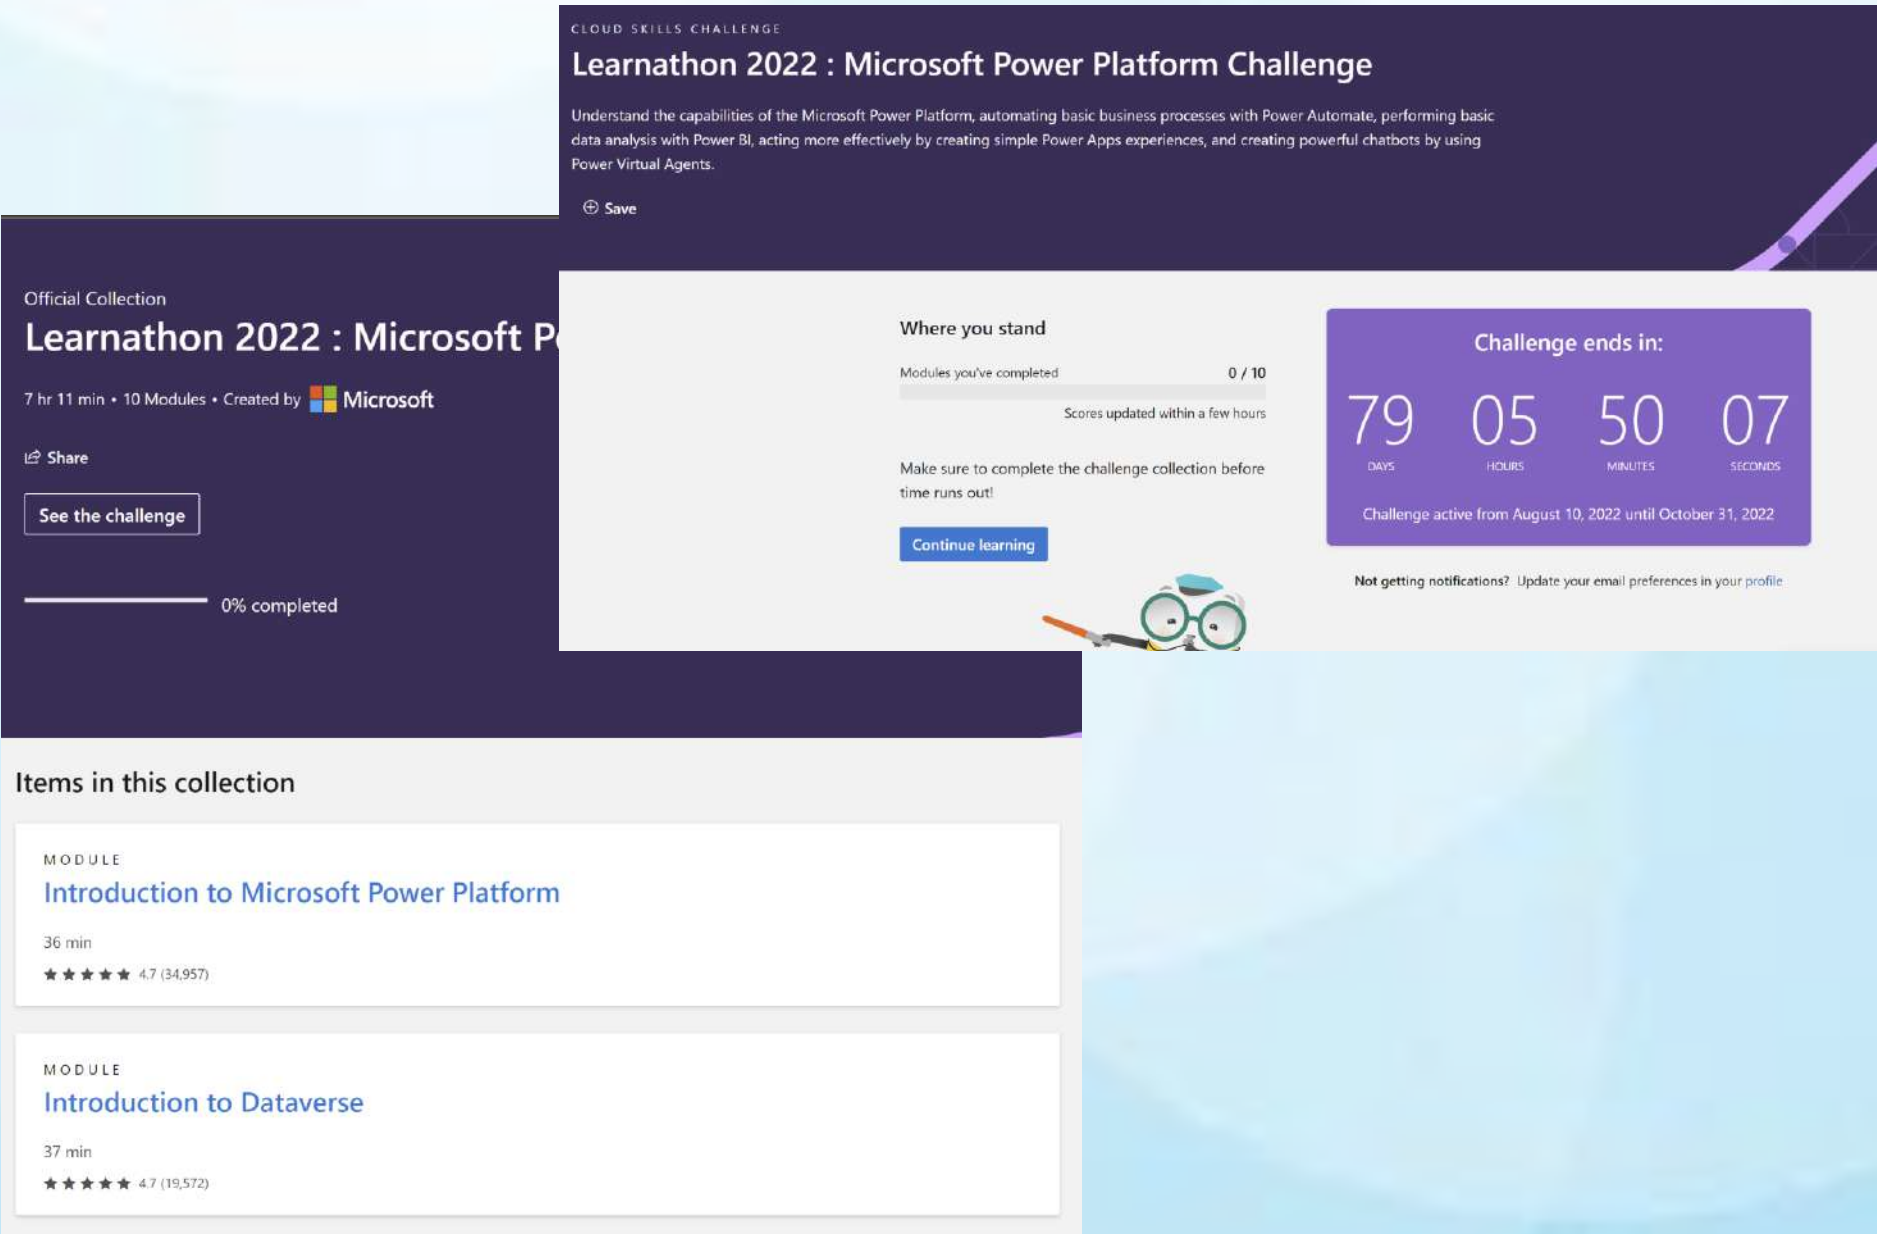 CLOUD SKILLS CHALLENGE
Learnathon 2022 : Microsoft Power Platform Challenge
Understand the capabilities of the Microsoft Power Platform, automating basic business processes with Power Automate, performing basic
data analysis with Power BI, acting more effectively by creating simple Power Apps experiences, and creating powerful chatbots by using
Power Virtual Agents.
Save
Where you stand
Modules you've completed 0 / 10
Scores updated within a few hours
Make sure to complete the challenge collection before
time runs out!
Continue learning
Challenge ends in:
79 05 50 07
DAYS HOURS MINUTES SECONDS
Challenge active from August 10, 2022 until October 31, 2022
Not getting notifications? Update your email preferences in your profile
Official Collection
Learnathon 2022 : Microsoft
7 hr 11 min • 10 Modules • Created by Microsoft
Share
See the challenge
0% completed
Items in this collection
MODULE
Introduction to Microsoft Power Platform
36 min
4.7 (34,957)
MODULE
Introduction to Dataverse
37 min
4.7 (19,572)